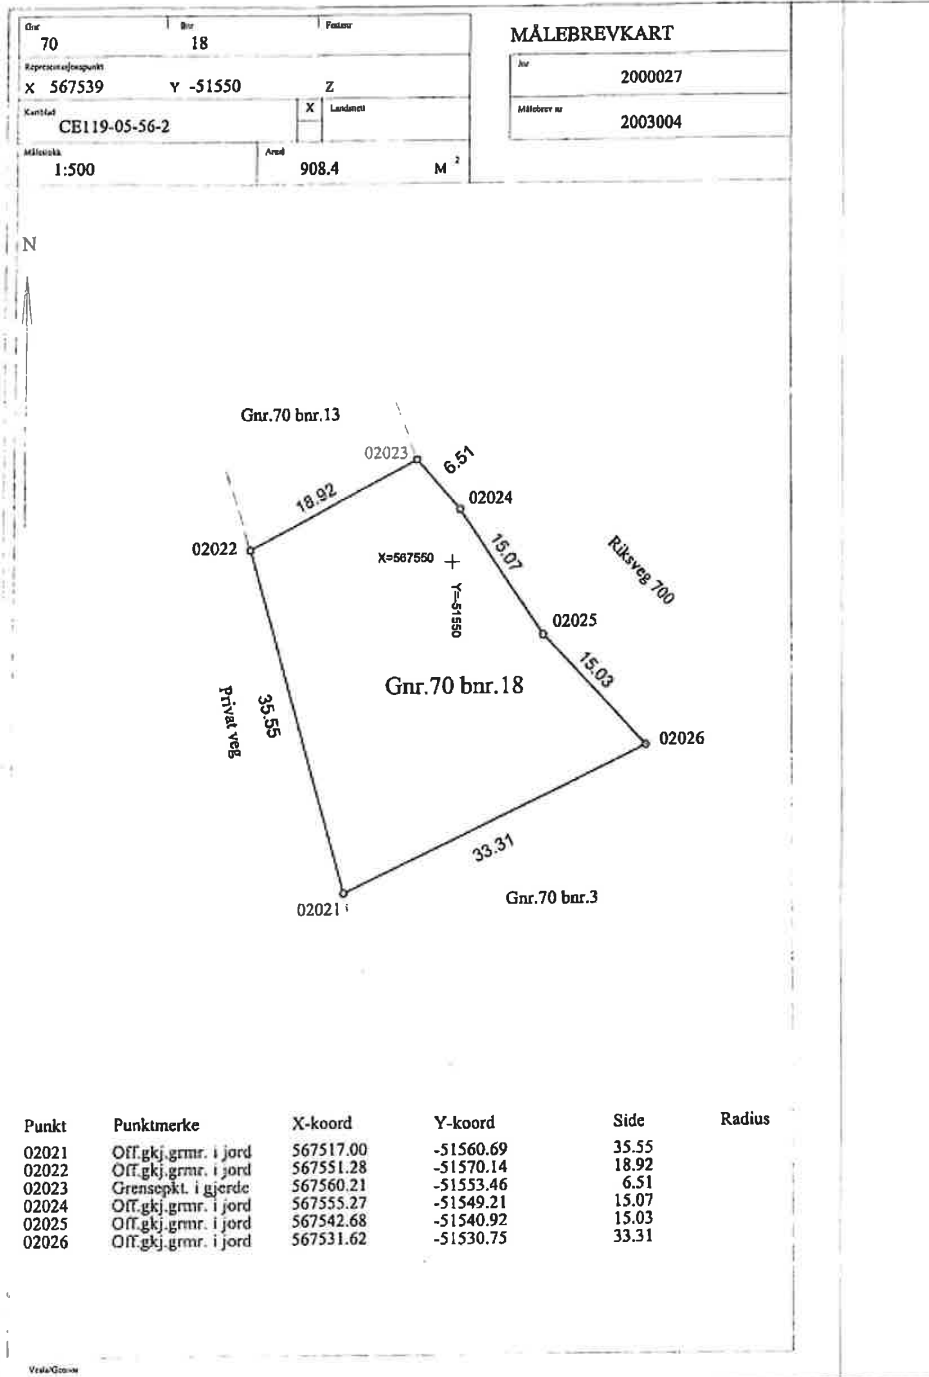 Gnr Bnr Festenr
70 18
Representasjonspunkt
X 567539 Y -51550 Z
Kartblad X Landsnett
CE119-05-56-2
Målestokk Areal
1:500 908.4 M 2
MÅLEBREVKART
Jnr
2000027
Målebrev nr
2003004
N
Gnr.70 bnr.13
02023
6.51
18.92
02024
02022
15.07
X=567550
Y=-51550
Riksveg 700
02025
15.03
Gnr.70 bnr.18
Privat veg
35.55
02026
33.31
Gnr.70 bnr.3
02021
Punkt Punktmerke X-koord Y-koord Side Radius
02021 Off.gkj.grmr. i jord 567517.00 -51560.69 35.55
02022 Off.gkj.grmr. i jord 567551.28 -51570.14 18.92
02023 Grensepkt. i gjerde 567560.21 -51553.46 6.51
02024 Off.gkj.grmr. i jord 567555.27 -51549.21 15.07
02025 Off.gkj.grmr. i jord 567542.68 -51540.92 15.03
02026 Off.gkj.grmr. i jord 567531.62 -51530.75 33.31